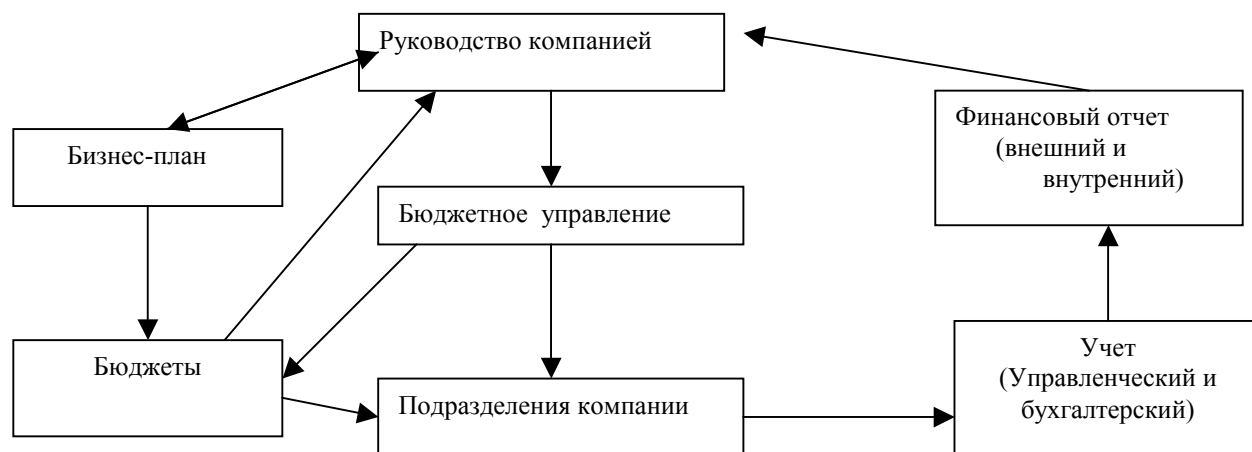 Руководство компанией
Бизнес-план
Финансовый отчет
(внешний и
внутренний)
Бюджетное управление
Бюджеты
Подразделения компании
Учет
(Управленческий и
бухгалтерский)